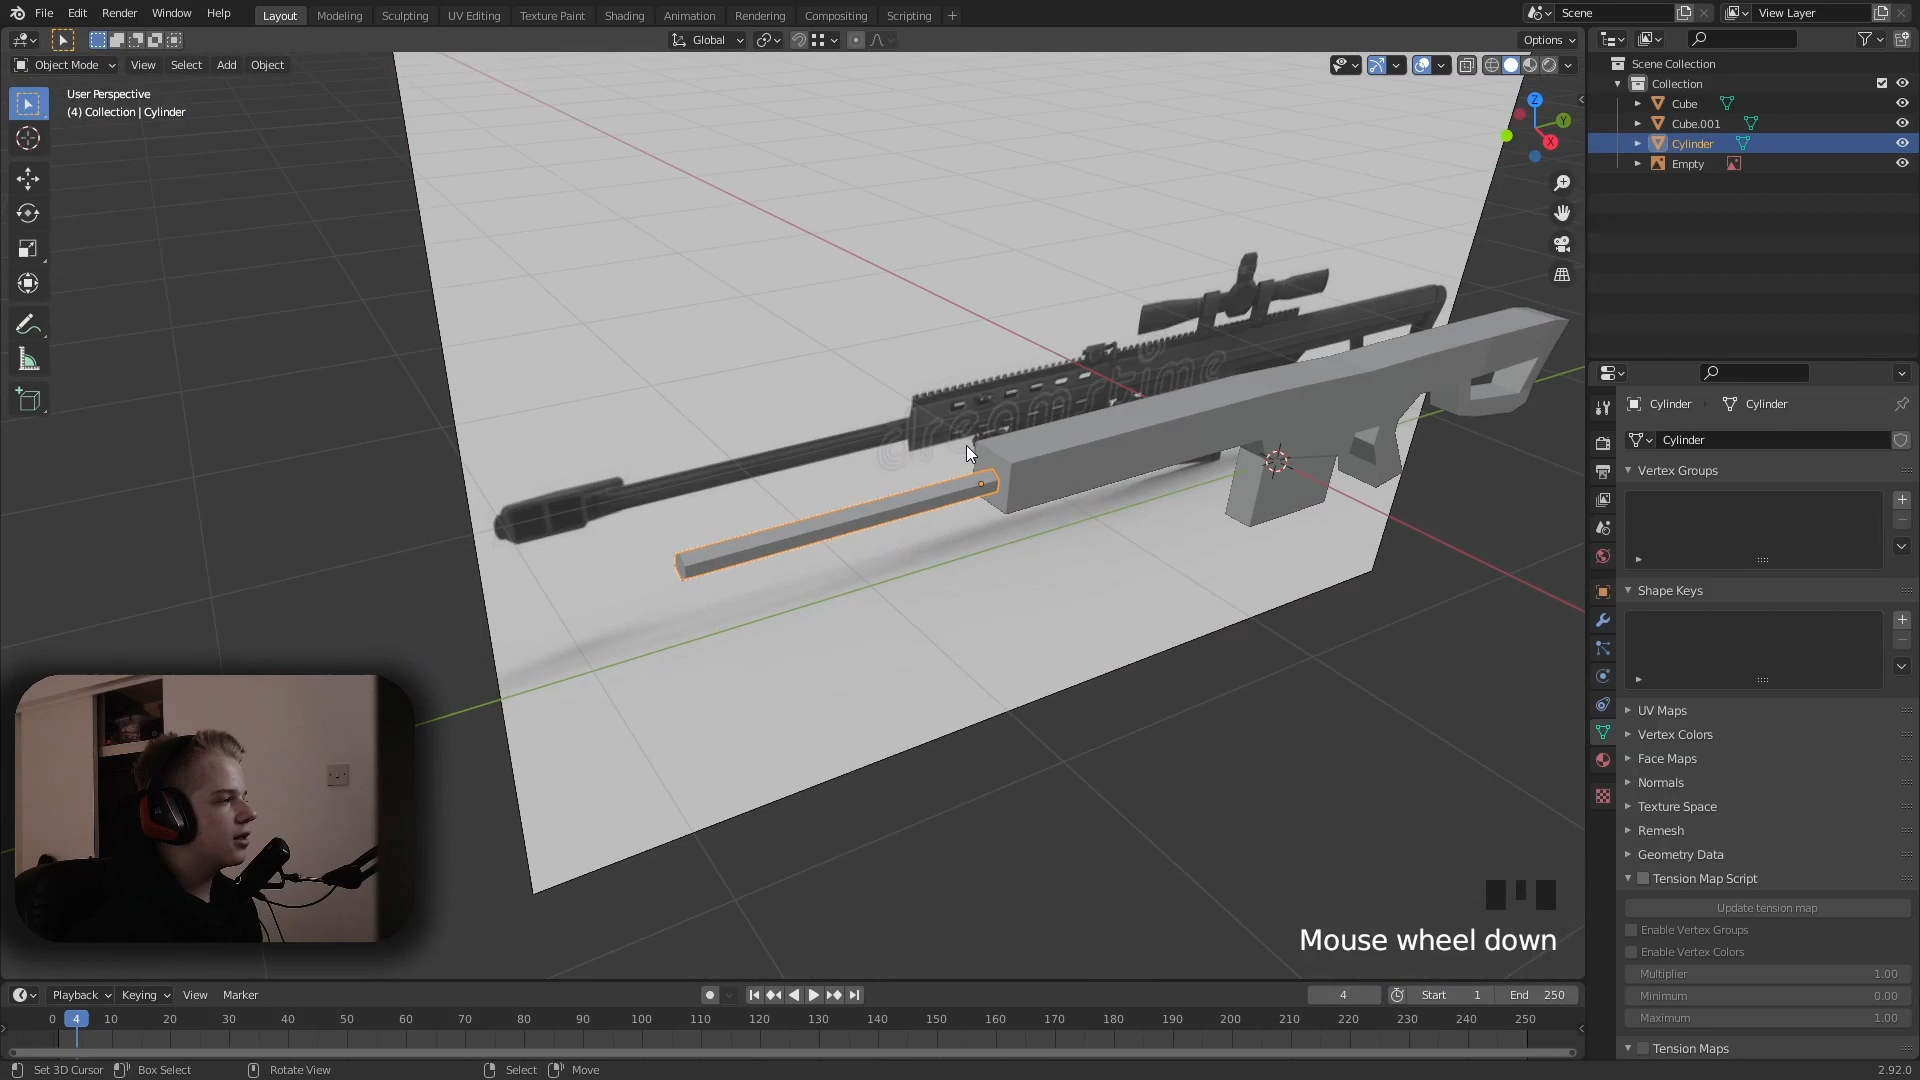 File Edit Render Window Help
Layout Modeling Sculpting UV Editing Texture Paint Shading Animation Rendering Compositing Scripting +
Scene
View Layer
Global
Options
Object Mode View Select Add Object
User Perspective
(4) Collection | Cylinder
Z
Y
X
dreamstime
Scene Collection
Collection
Cube
Cube.001
Cylinder
Empty
Cylinder
Cylinder
Cylinder
Vertex Groups
Shape Keys
UV Maps
Vertex Colors
Face Maps
Normals
Texture Space
Remesh
Geometry Data
Tension Map Script
Update tension map
Enable Vertex Groups
Enable Vertex Colors
Multiplier 1.00
Minimum 0.00
Maximum 1.00
Tension Maps
Mouse wheel down
Playback Keying View Marker
4
Start 1
End 250
0 4 10 20 30 40 50 60 70 80 90 100 110 120 130 140 150 160 170 180 190 200 210 220 230 240 250
Set 3D Cursor Box Select Rotate View Select Move
2.92.0